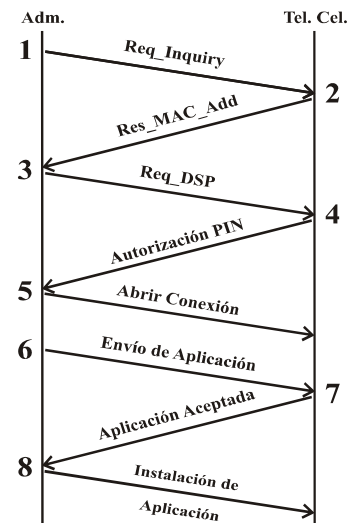 Adm.
Tel. Cel.
1
Req_Inquiry
2
Res_MAC_Add
3
Req_DSP
4
Autorización PIN
5
Abrir Conexión
6
Envío de Aplicación
7
Aplicación Aceptada
8
Instalación de
Aplicación